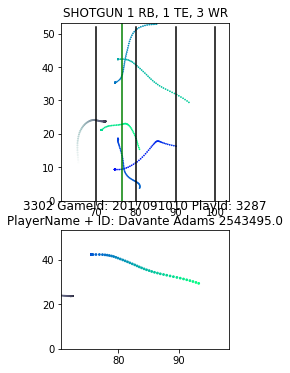 SHOTGUN 1 RB, 1 TE, 3 WR
50
40
30
20
10
0
70 80 90 100
3302 GameId: 2017091010 PlayId: 3287
PlayerName + ID: Davante Adams 2543495.0
40
20
0
80 90